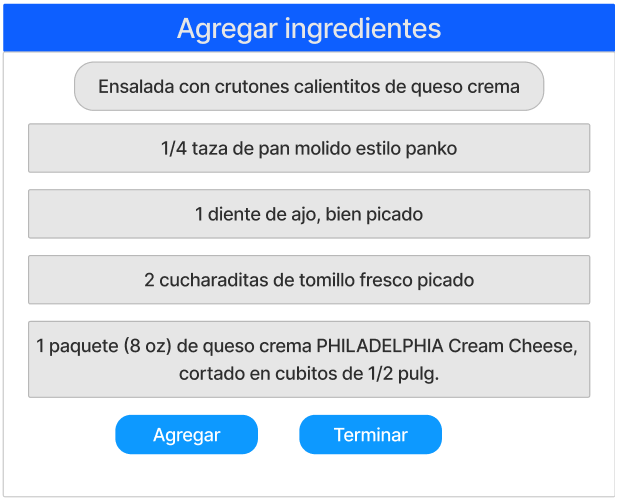 Agregar ingredientes
Ensalada con crutones calientitos de queso crema
1/4 taza de pan molido estilo panko
1 diente de ajo, bien picado
2 cucharaditas de tomillo fresco picado
1 paquete (8 oz) de queso crema PHILADELPHIA Cream Cheese,
cortado en cubitos de 1/2 pulg.
Agregar
Terminar